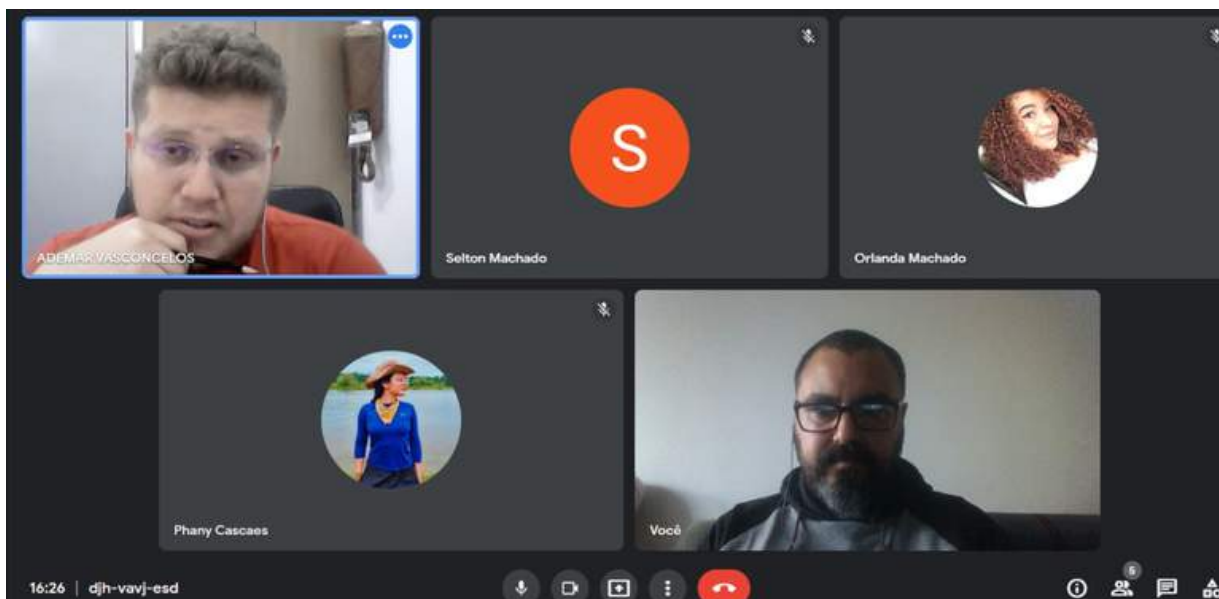 ADEMAR VASCONCELOS
S
Selton Machado
Orlanda Machado
Phany Cascaes
Você
16:26 | djh-vavj-esd
5